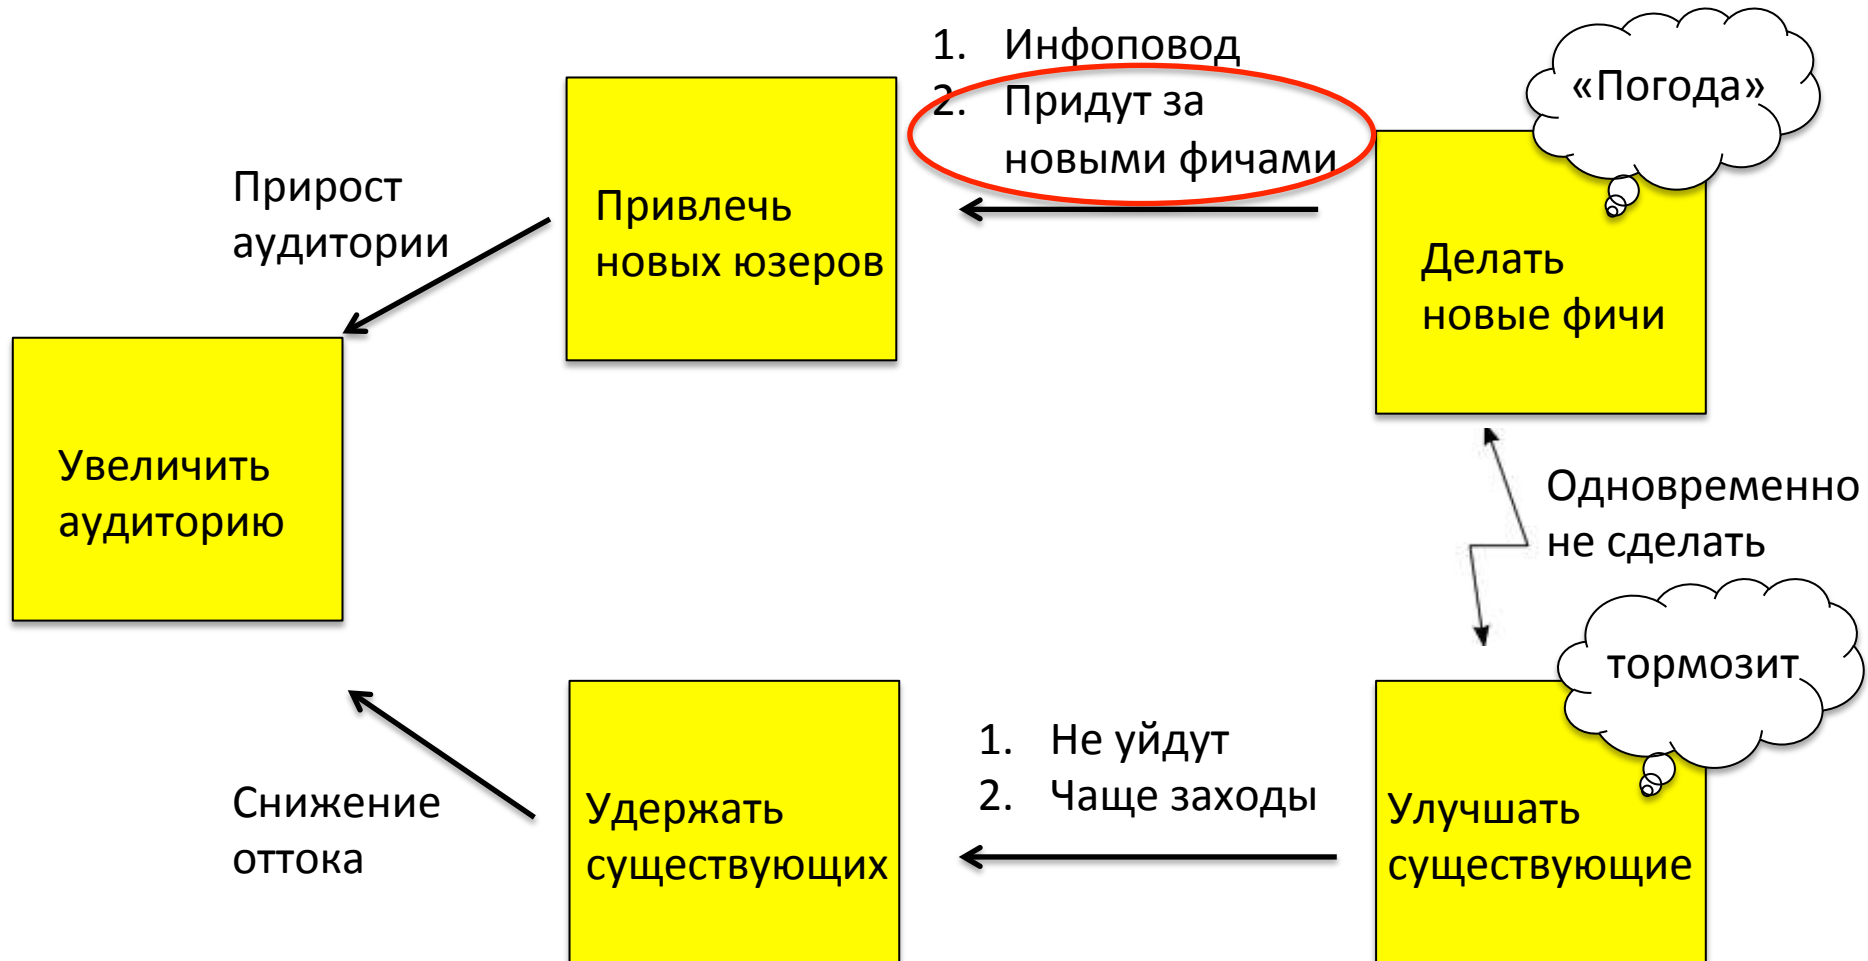 1. Инфоповод
2. Придут за
новыми фичами
«Погода»
Прирост
аудитории
Привлечь
новых юзеров
Делать
новые фичи
Увеличить
аудиторию
Одновременно
не сделать
тормозит
1. Не уйдут
2. Чаще заходы
Снижение
оттока
Удержать
существующих
Улучшать
существующие